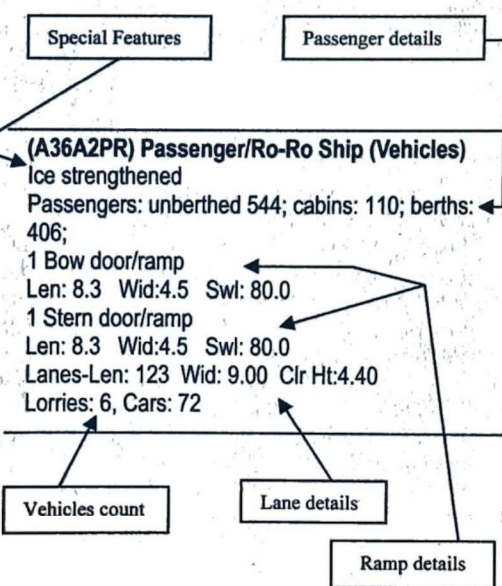 Special Features
Passenger details
(A36A2PR) Passenger/Ro-Ro Ship (Vehicles)
Ice strengthened
Passengers: unberthed 544; cabins: 110; berths:
406;
1 Bow door/ramp
Len: 8.3 Wid:4.5 Swl: 80.0
1 Stern door/ramp
Len: 8.3 Wid:4.5 Swl: 80.0
Lanes-Len: 123 Wid: 9.00 Clr Ht:4.40
Lorries: 6, Cars: 72
Vehicles count
Lane details
Ramp details